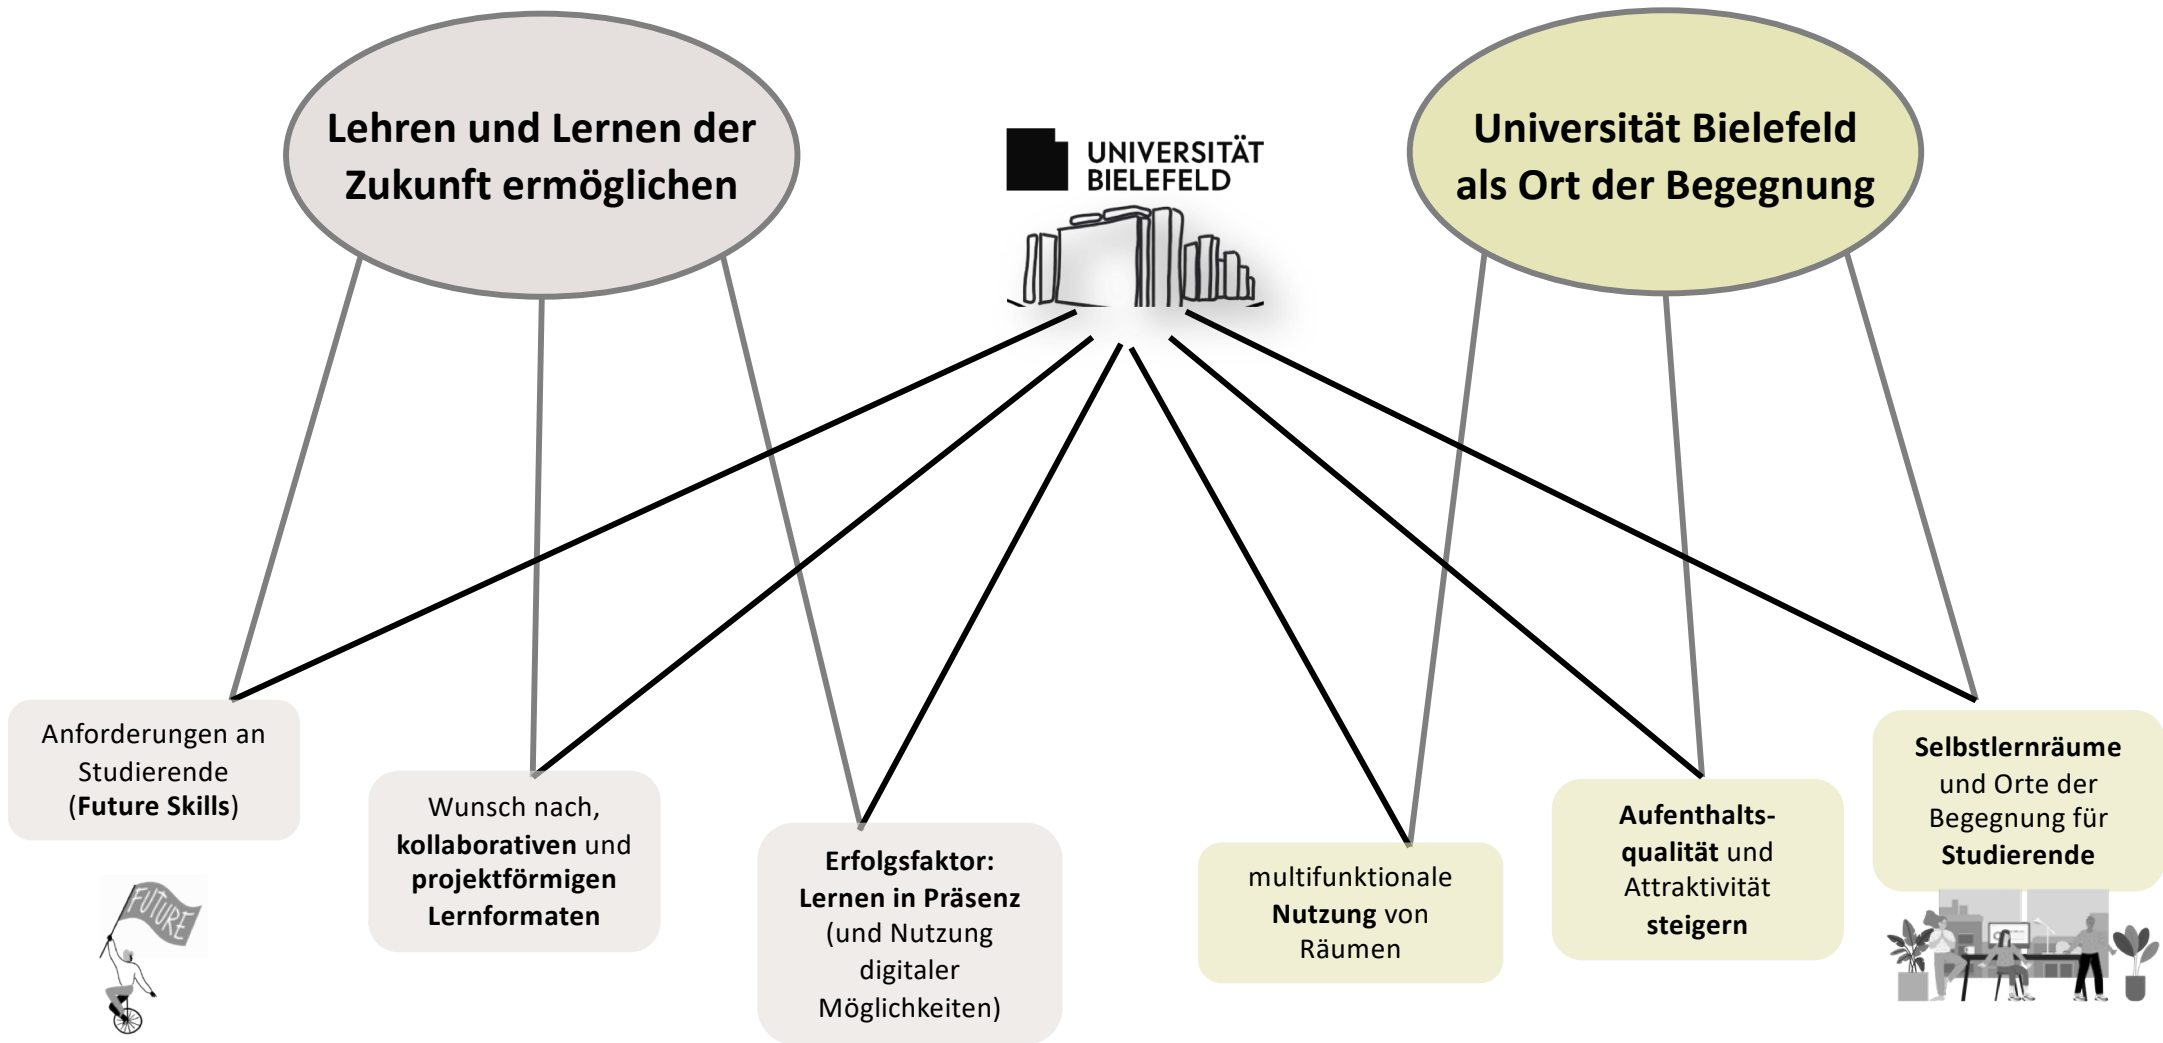 Lehren und Lernen der
Zukunft ermöglichen
UNIVERSITÄT
BIELEFELD
Universität Bielefeld
als Ort der Begegnung
Anforderungen an
Studierende
(Future Skills)
Wunsch nach,
kollaborativen und
projektförmigen
Lernformaten
Erfolgsfaktor:
Lernen in Präsenz
(und Nutzung
digitaler
Möglichkeiten)
multifunktionale
Nutzung von
Räumen
Aufenthalts-
qualität und
Attraktivität
steigern
Selbstlernräume
und Orte der
Begegnung für
Studierende
FUTURE